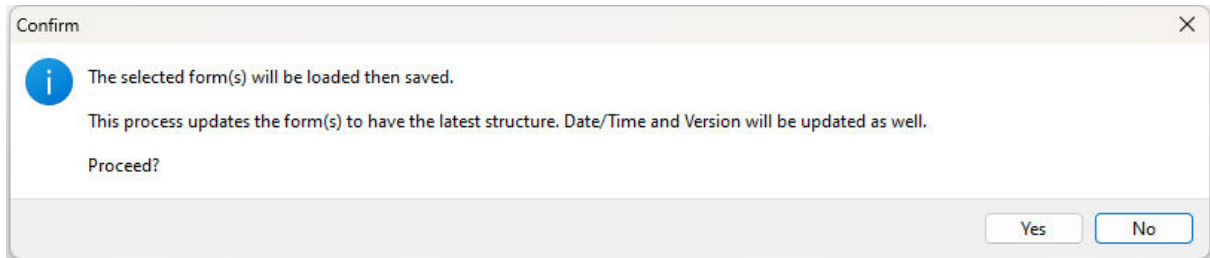 Confirm
The selected form(s) will be loaded then saved.
This process updates the form(s) to have the latest structure. Date/Time and Version will be updated as well.
Proceed?
Yes No